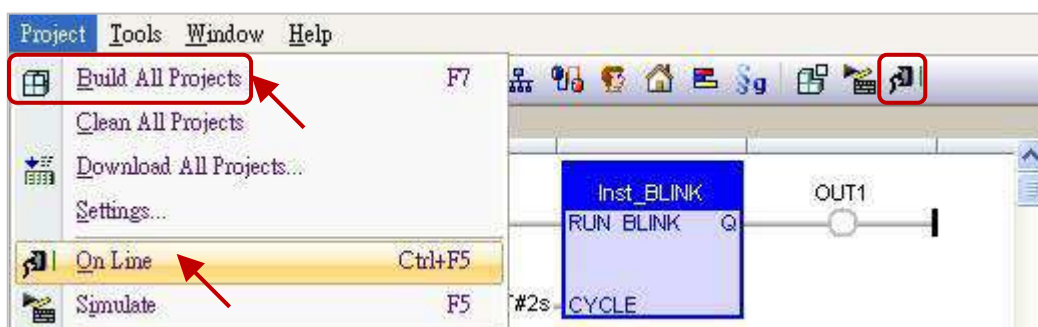 Project Tools Window Help
Build All Projects F7
Clean All Projects
Download All Projects...
Settings...
On Line Ctrl+F5
Simulate F5
§g
Inst_BLINK
OUT1
RUN BLINK Q
#2s
CYCLE